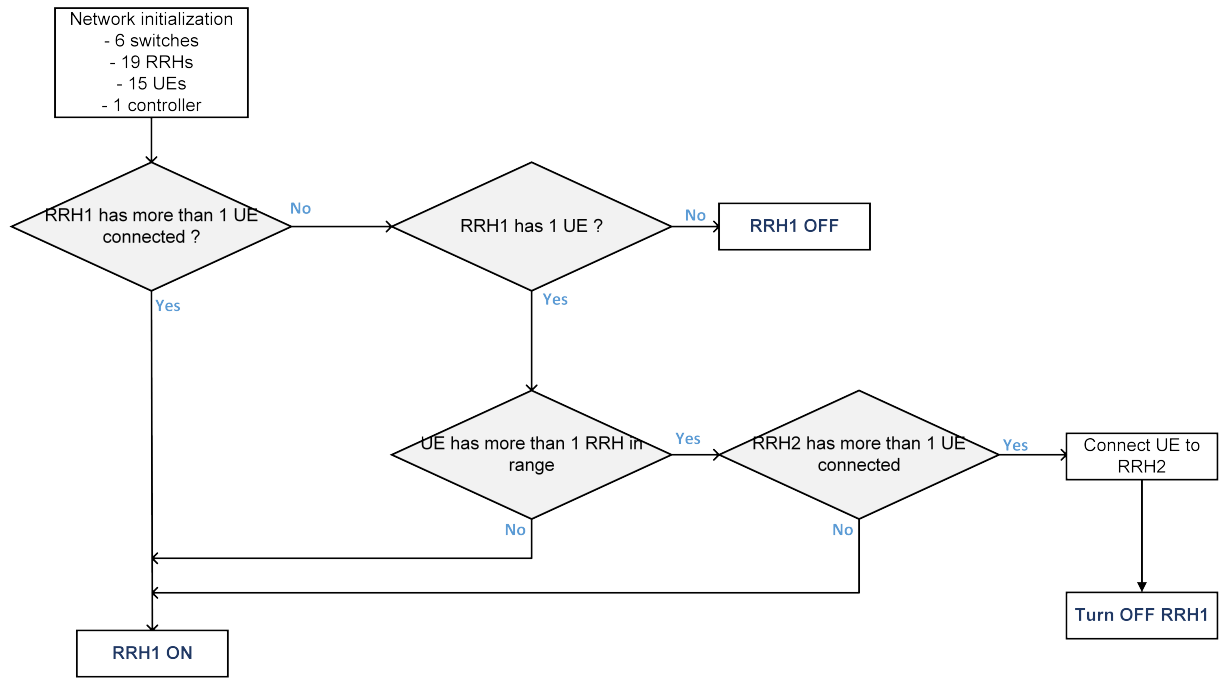 Network initialization
- 6 switches
- 19 RRHs
- 15 UEs
- 1 controller
RRH1 has more than 1 UE
connected ?
No
RRH1 has 1 UE ?
No
RRH1 OFF
Yes
Yes
UE has more than 1 RRH in
range
Yes
RRH2 has more than 1 UE
connected
Yes
Connect UE to
RRH2
No
No
Turn OFF RRH1
RRH1 ON